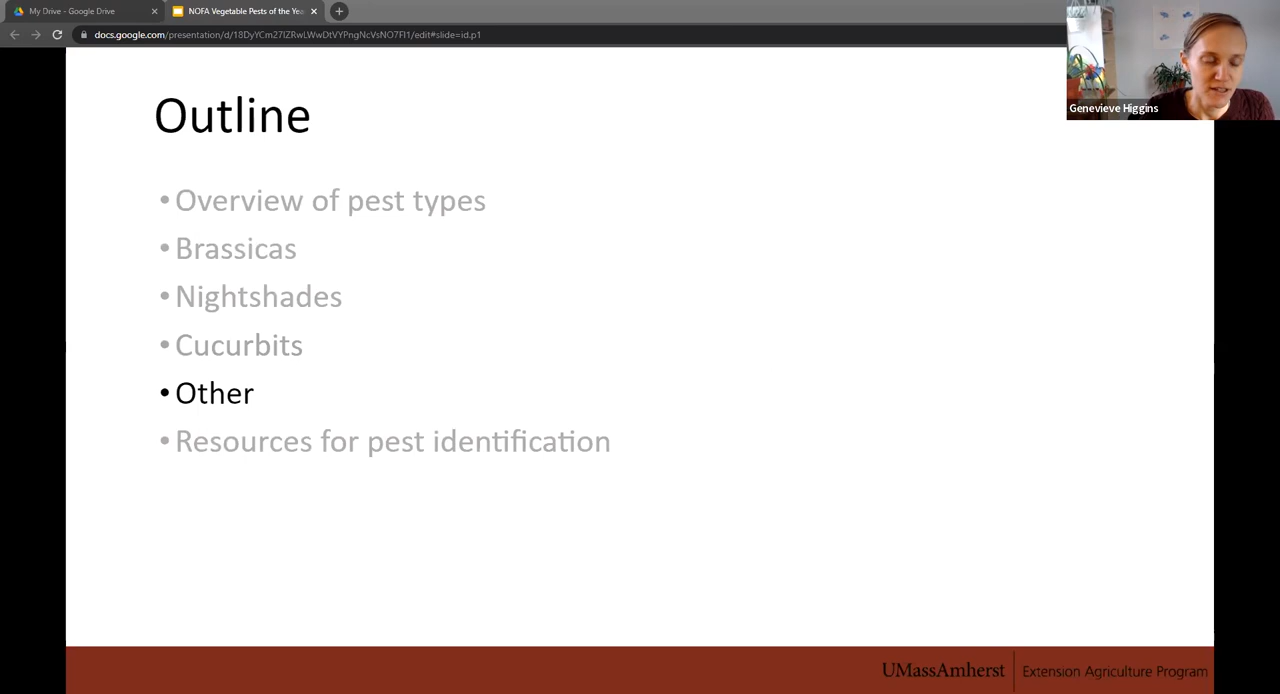 My Drive - Google Drive
NOFA Vegetable Pests of the Yea
docs.google.com/presentation/d/18DyYCm27lZRwLWwDtVYPngNcVsNO7Fl1/edit#slide=id.p1
Genevieve Higgins
Outline
• Overview of pest types
• Brassicas
• Nightshades
• Cucurbits
• Other
• Resources for pest identification
UMassAmherst | Extension Agriculture Program